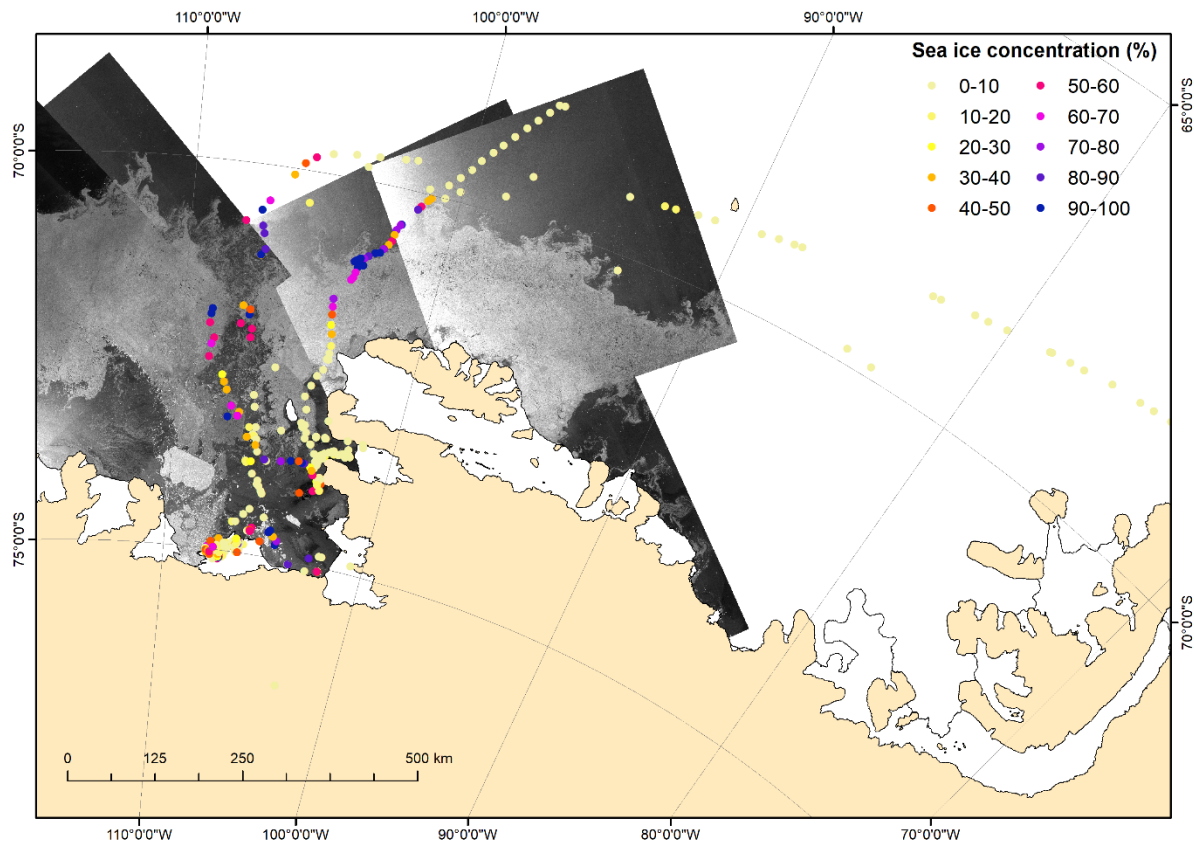 110°0'0"W
100°0'0"W
90°0'0"W
Sea ice concentration (%)
0-10
50-60
10-20
60-70
20-30
70-80
30-40
80-90
40-50
90-100
65°0'0"S
70°0'0"S
75°0'0"S
70°0'0"S
0
125
250
500 km
110°0'0"W
100°0'0"W
90°0'0"W
80°0'0"W
70°0'0"W